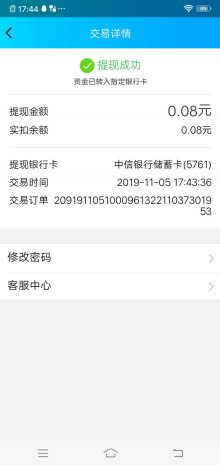 17:44
交易详情
提现成功
资金已转入指定银行卡
提现金额 0.08元
实扣余额 0.08元
提现银行卡 中信银行储蓄卡(5761)
交易时间 2019-11-05 17:43:36
交易订单 2091911051000961322110373019
53
修改密码
客服中心